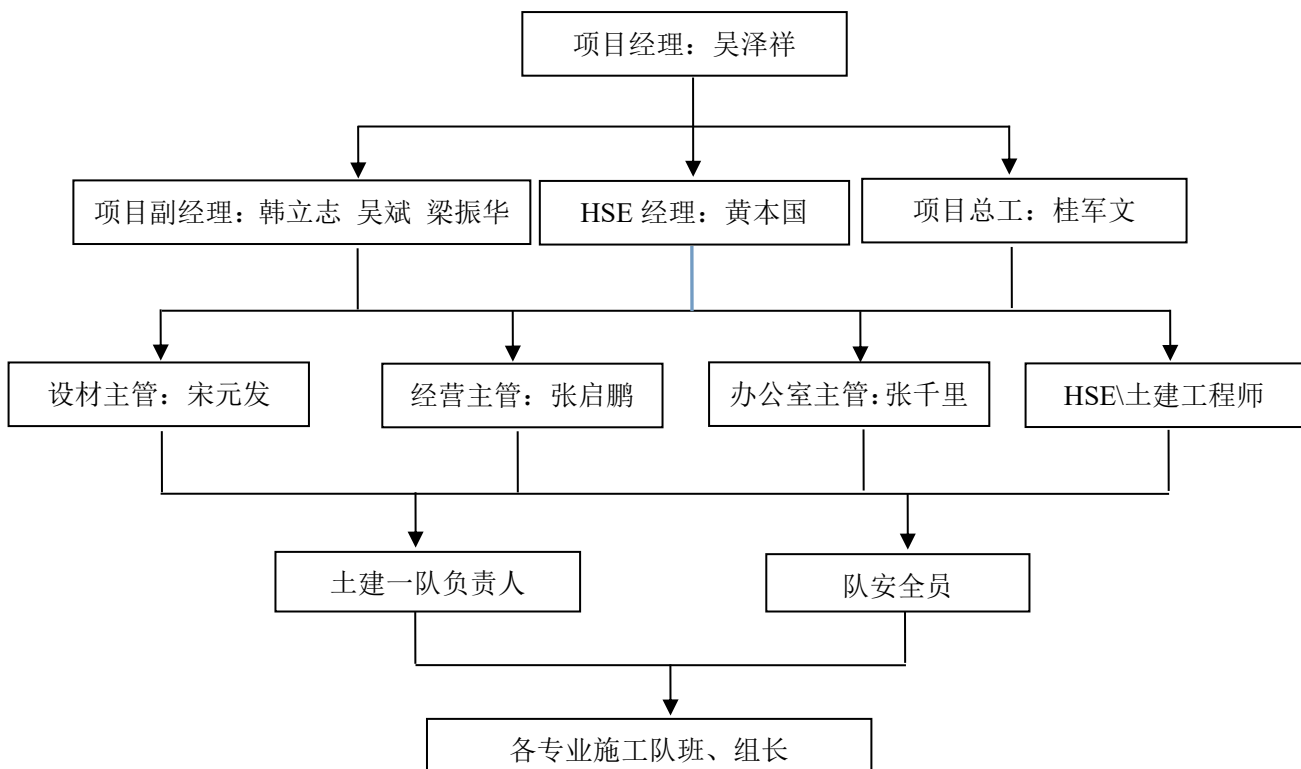 项目经理：吴泽祥
项目副经理：韩立志 吴斌 梁振华
HSE 经理：黄本国
项目总工：桂军文
设材主管：宋元发
经营主管：张启鹏
办公室主管：张千里
HSE\土建工程师
土建一队负责人
队安全员
各专业施工队班、组长